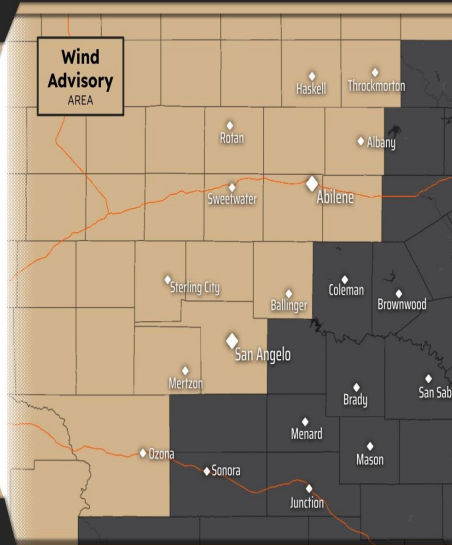 Wind
Advisory
AREA
Haskell
Throckmorton
Rotan
Albany
Sweetwater
Abilene
Sterling City
Ballinger
Coleman
Brownwood
San Angelo
Mertzon
Brady
San Sab
Menard
Mason
Ozona
Sonora
Junction